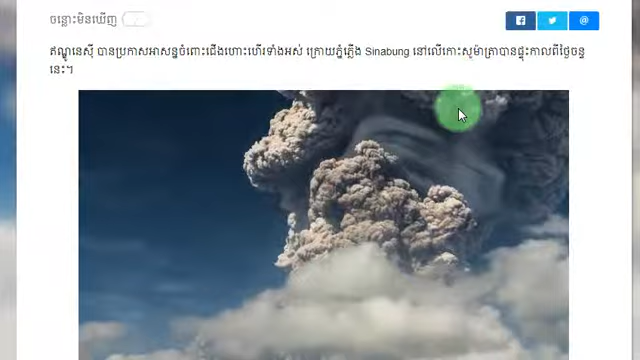 ចន្លោះមិនឃើញ
ឥណ្ឌូនេស៊ី បានប្រកាសអាសន្នចំពោះជើងហោះហើរទាំងអស់ ក្រោយភ្នំភ្លើង Sinabung នៅលើកោះសូម៉ាត្រាបានផ្ទុះកាលពីថ្ងៃចន្ទ
នេះ។